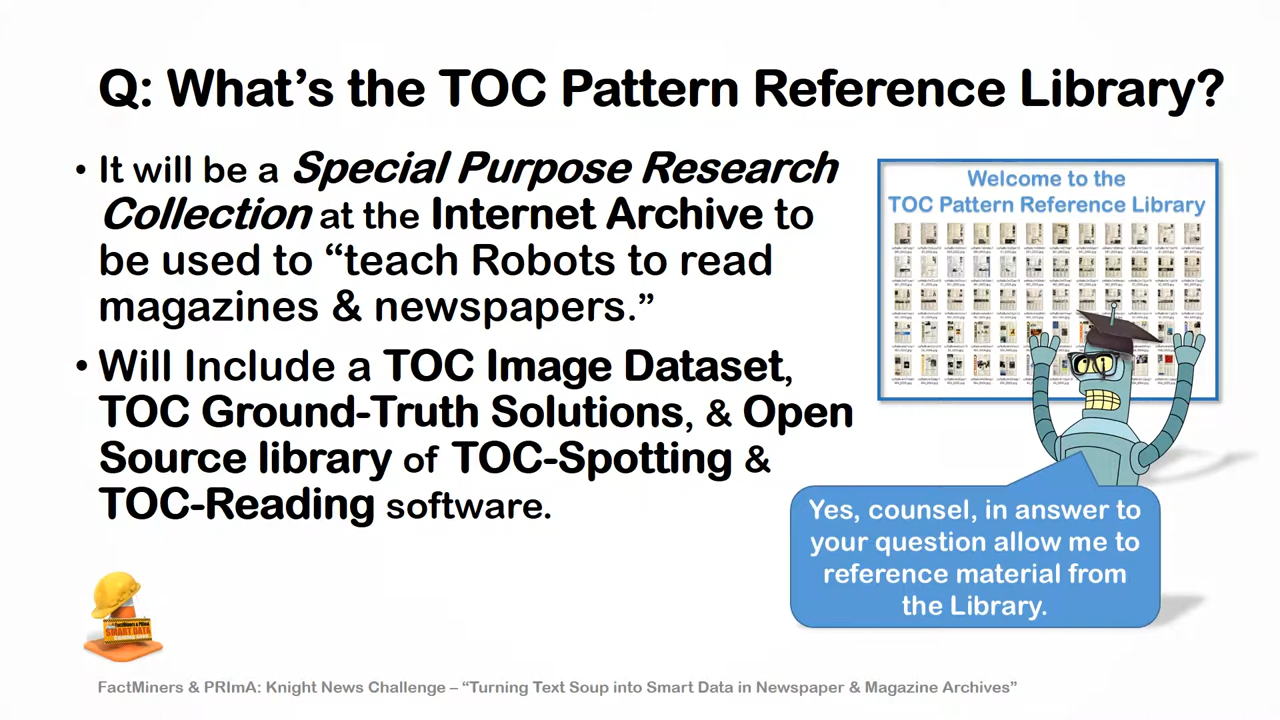 Q: What's the TOC Pattern Reference Library?
• It will be a Special Purpose Research
Collection at the Internet Archive to
be used to “teach Robots to read
magazines & newspapers.”
• Will Include a TOC Image Dataset,
TOC Ground-Truth Solutions, & Open
Source library of TOC-Spotting &
TOC-Reading software.
Welcome to the
TOC Pattern Reference Library
Yes, counsel, in answer to
your question allow me to
reference material from
the Library.
FactMiners & PRImA
SMART DATA
FactMiners & PRImA: Knight News Challenge – “Turning Text Soup into Smart Data in Newspaper & Magazine Archives”